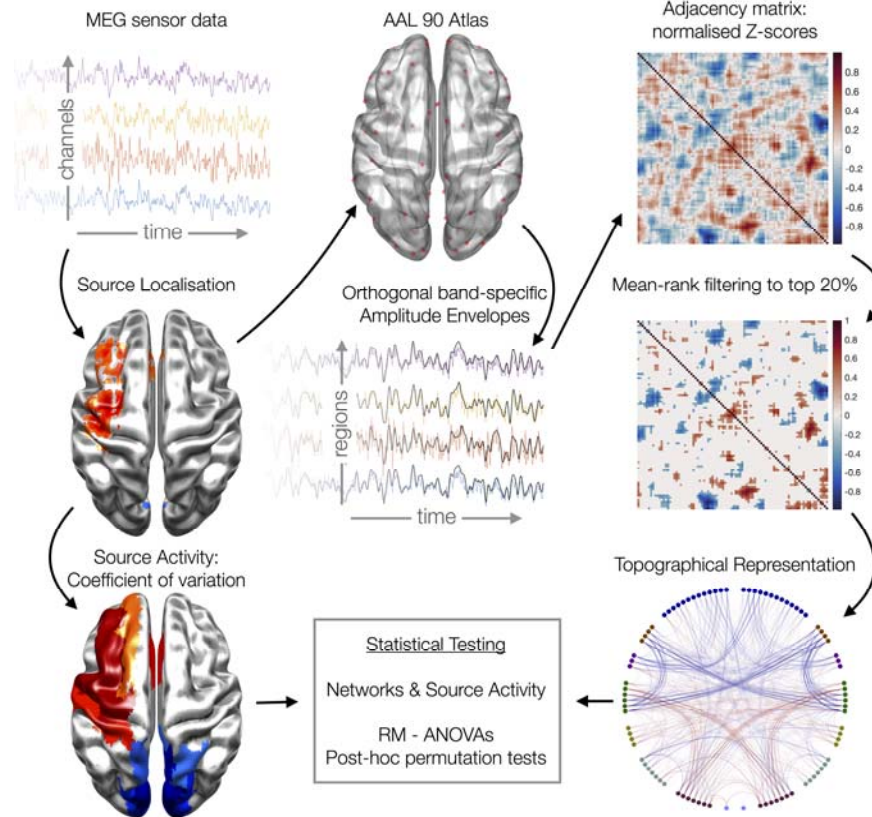 MEG sensor data
channels
time
Source Localisation
Source Activity:
Coefficient of variation
AAL 90 Atlas
Orthogonal band-specific
Amplitude Envelopes
regions
time
Adjacency matrix:
normalised Z-scores
0.8
0.6
0.4
0.2
0
-0.2
-0.4
-0.6
-0.8
Mean-rank filtering to top 20%
1
0.8
0.6
0.4
0.2
0
-0.2
-0.4
-0.6
-0.8
Topographical Representation
Statistical Testing
Networks & Source Activity
RM - ANOVAs
Post-hoc permutation tests